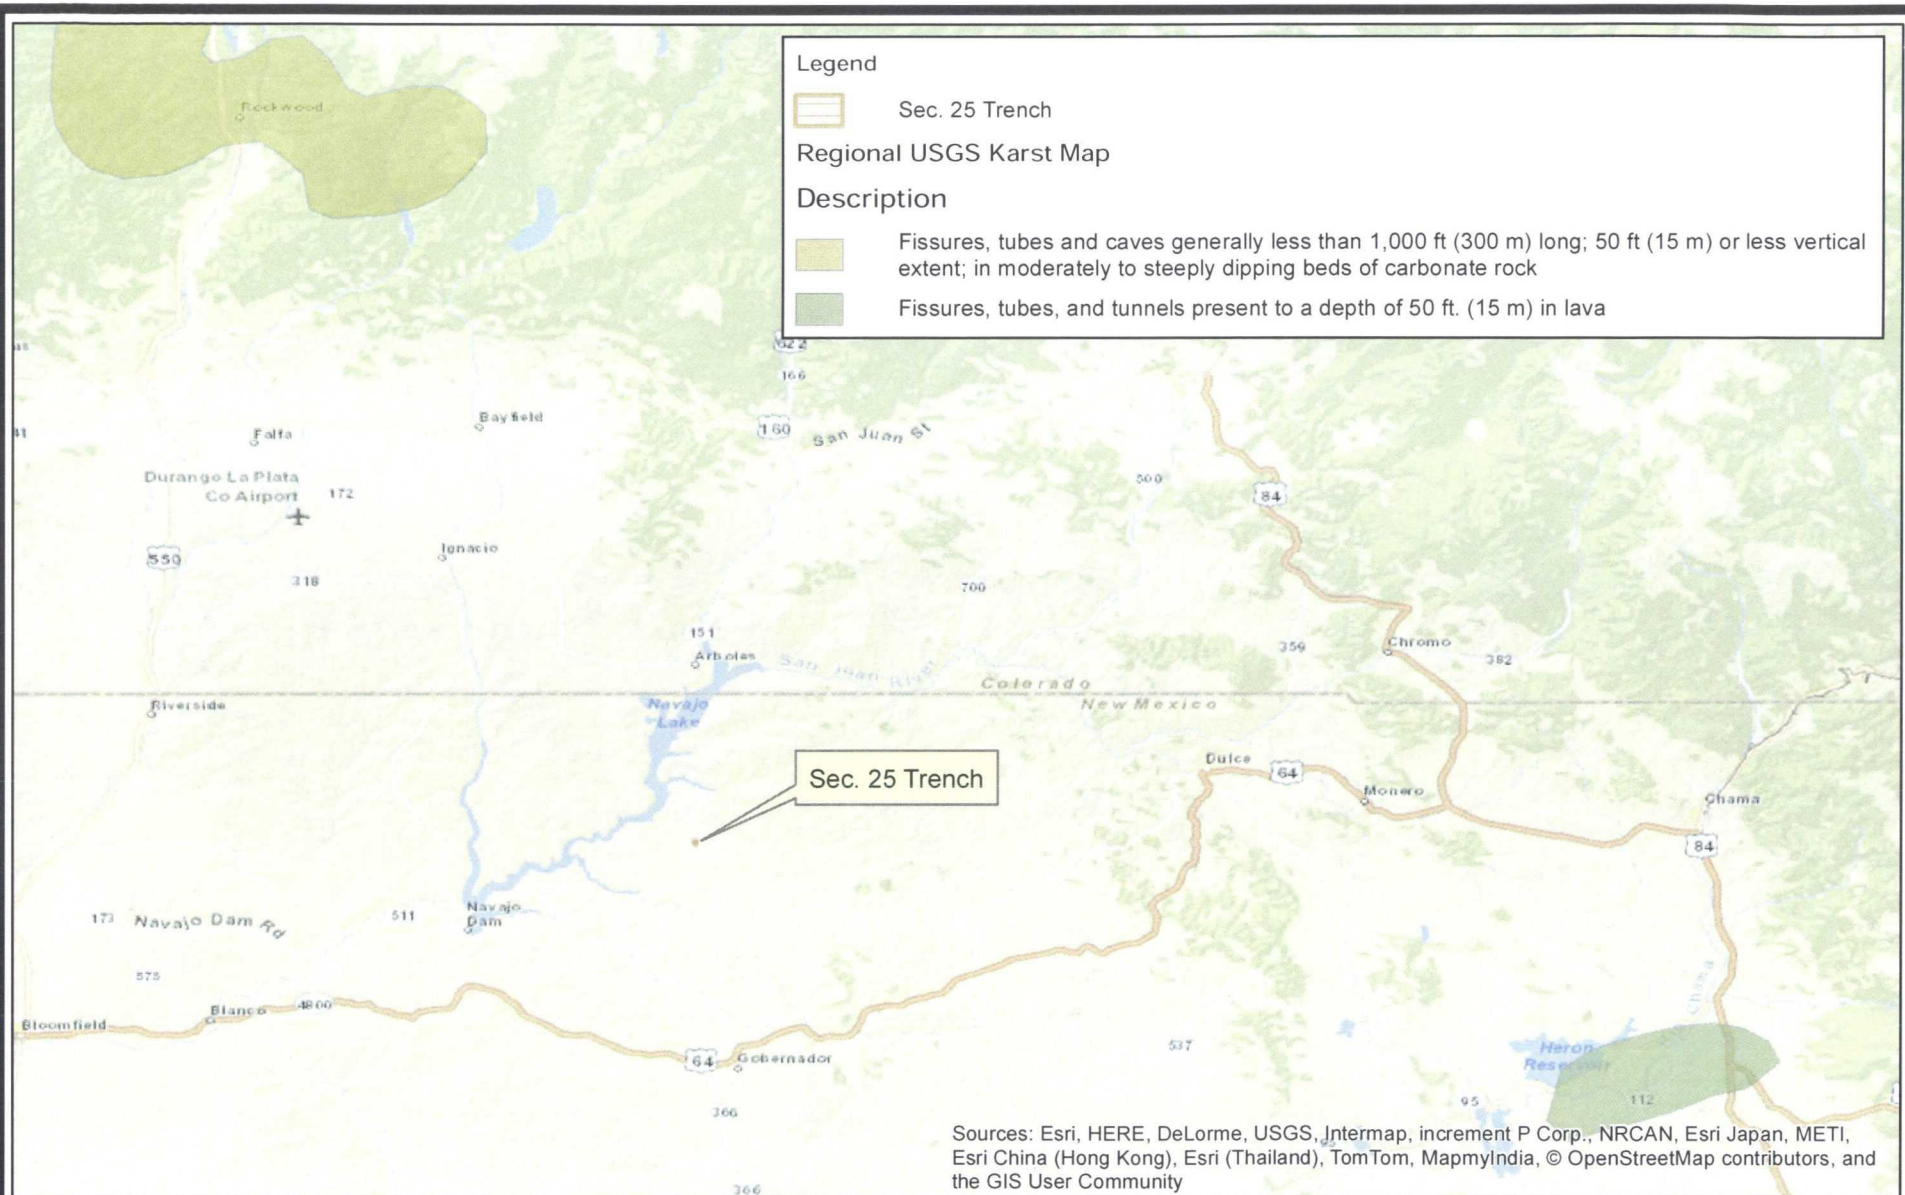 Legend
Sec. 25 Trench
Regional USGS Karst Map
Description
Fissures, tubes and caves generally less than 1,000 ft (300 m) long; 50 ft (15 m) or less vertical
extent; in moderately to steeply dipping beds of carbonate rock
Fissures, tubes, and tunnels present to a depth of 50 ft. (15 m) in lava
Rockwood
622
166
160
San Juan St
41
Falfa
Bayfield
Durango La Plata
Co Airport
172
500
84
550
Ignacio
318
700
151
Arboles
San Juan River
359
Chromo
382
Colorado
New Mexico
Riverside
Navajo
Lake
Sec. 25 Trench
Dulce
64
Monero
Chama
84
173
Navajo Dam Rd
511
Navajo
Dam
575
Chama
Bloomfield
Blanco
4800
64
Gobernador
537
Heron
Reservoir
366
95
112
Sources: Esri, HERE, DeLorme, USGS, Intermap, increment P Corp., NRCAN, Esri Japan, METI,
Esri China (Hong Kong), Esri (Thailand), TomTom, MapmyIndia, © OpenStreetMap contributors, and
the GIS User Community
366